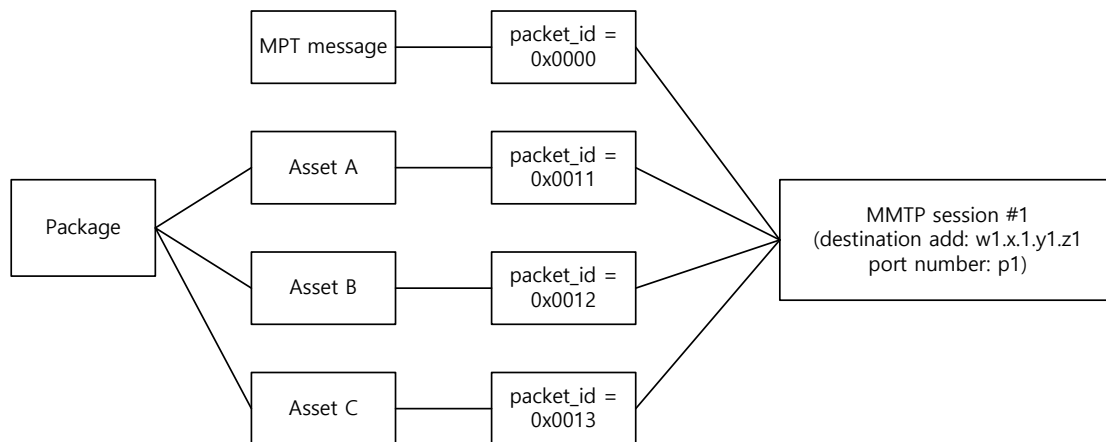 MPT message
packet_id =
0x0000
Asset A
packet_id =
0x0011
Package
MMTP session #1
(destination add: w1.x.1.y1.z1
port number: p1)
Asset B
packet_id =
0x0012
Asset C
packet_id =
0x0013